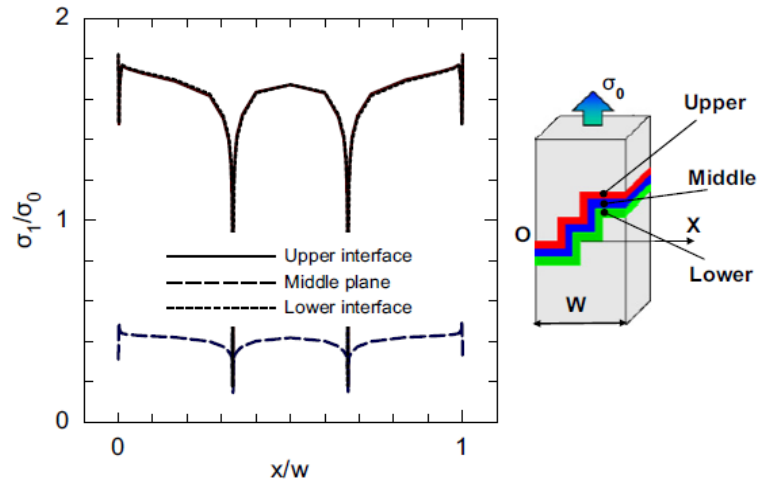 2
1
0
σ1/σ0
Upper interface
Middle plane
Lower interface
0
1
x/w
σ0
Upper
Middle
O
X
Lower
W